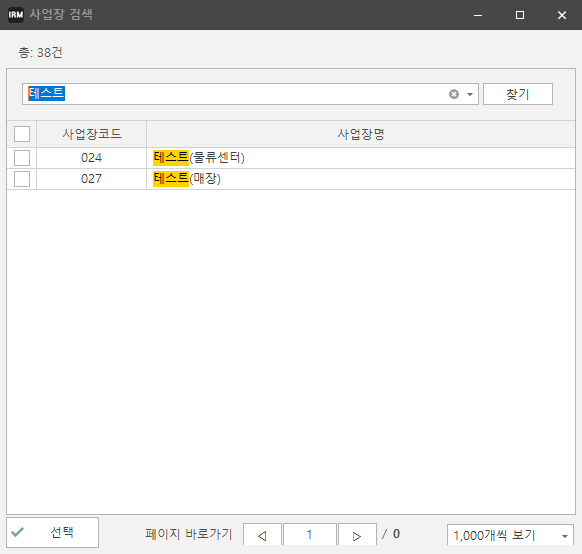 IRM 사업장 검색
총: 38건
테스트 찾기
사업장코드 사업장명
024 테스트(물류센터)
027 테스트(매장)
선택 페이지 바로가기 1 / 0 1,000개씩 보기